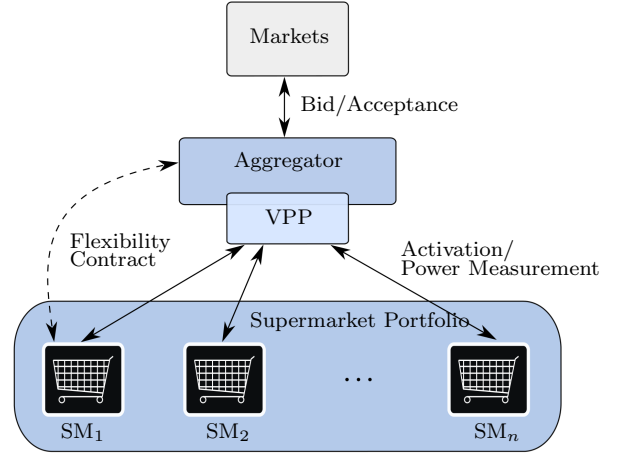 Markets
Bid/Acceptance
Aggregator
VPP
Flexibility
Contract
Activation/
Power Measurement
Supermarket Portfolio
...
SM₁
SM₂
SMₙ